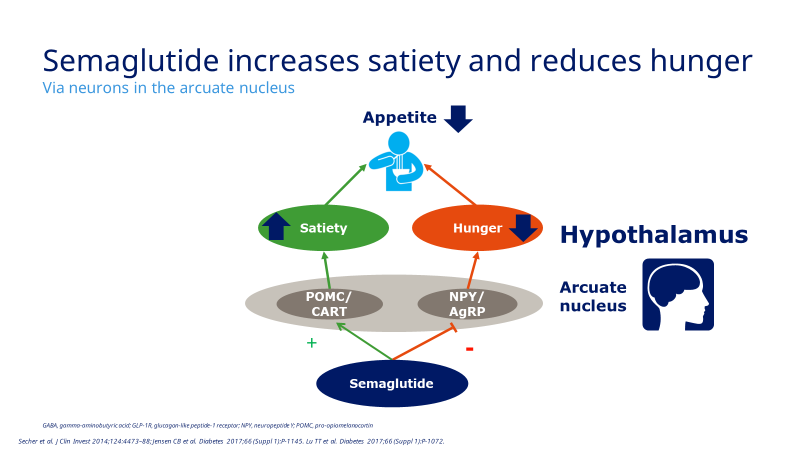 Semaglutide increases satiety and reduces hunger
Via neurons in the arcuate nucleus
Appetite
Satiety
Hunger
Hypothalamus
POMC/
CART
NPY/
AgRP
Arcuate
nucleus
+
-
Semaglutide
GABA, gamma-aminobutyric acid; GLP-1R, glucagon-like peptide-1 receptor; NPY, neuropeptide Y; POMC, pro-opiomelanocortin
Secher et al. J Clin Invest 2014;124:4473–88; Jensen CB et al. Diabetes 2017;66 (Suppl 1):P-1145. Lu TT et al. Diabetes 2017;66 (Suppl 1):P-1072.